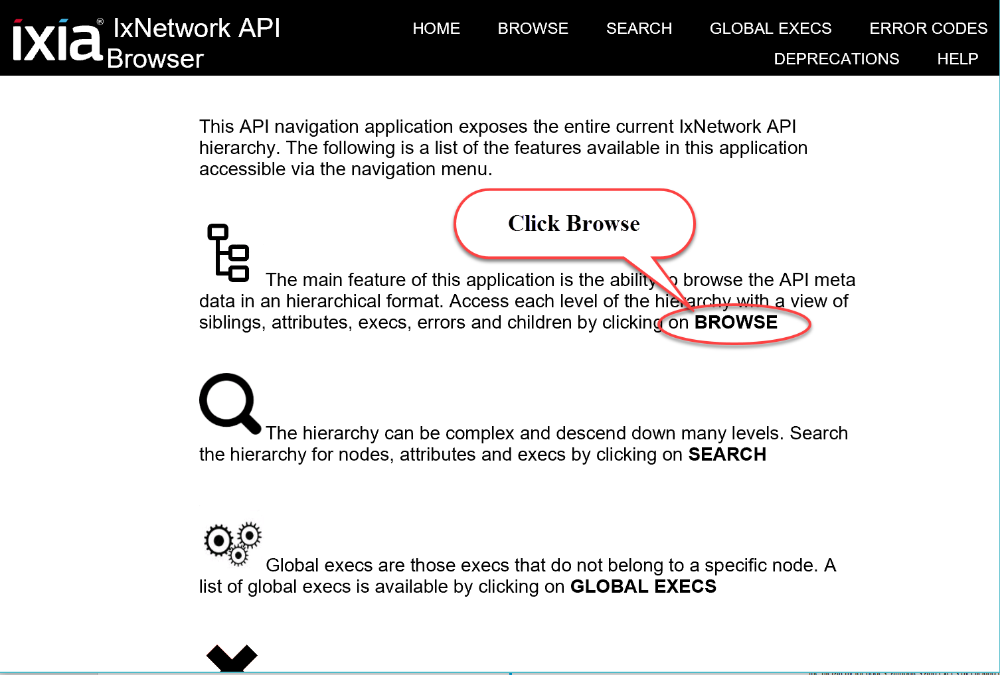 ixia® IxNetwork API
Browser
HOME BROWSE SEARCH GLOBAL EXECS ERROR CODES
DEPRECATIONS HELP
This API navigation application exposes the entire current IxNetwork API
hierarchy. The following is a list of the features available in this application
accessible via the navigation menu.
Click Browse
The main feature of this application is the ability to browse the API meta
data in an hierarchical format. Access each level of the hierarchy with a view of
siblings, attributes, execs, errors and children by clicking on BROWSE
The hierarchy can be complex and descend down many levels. Search
the hierarchy for nodes, attributes and execs by clicking on SEARCH
Global execs are those execs that do not belong to a specific node. A
list of global execs is available by clicking on GLOBAL EXECS